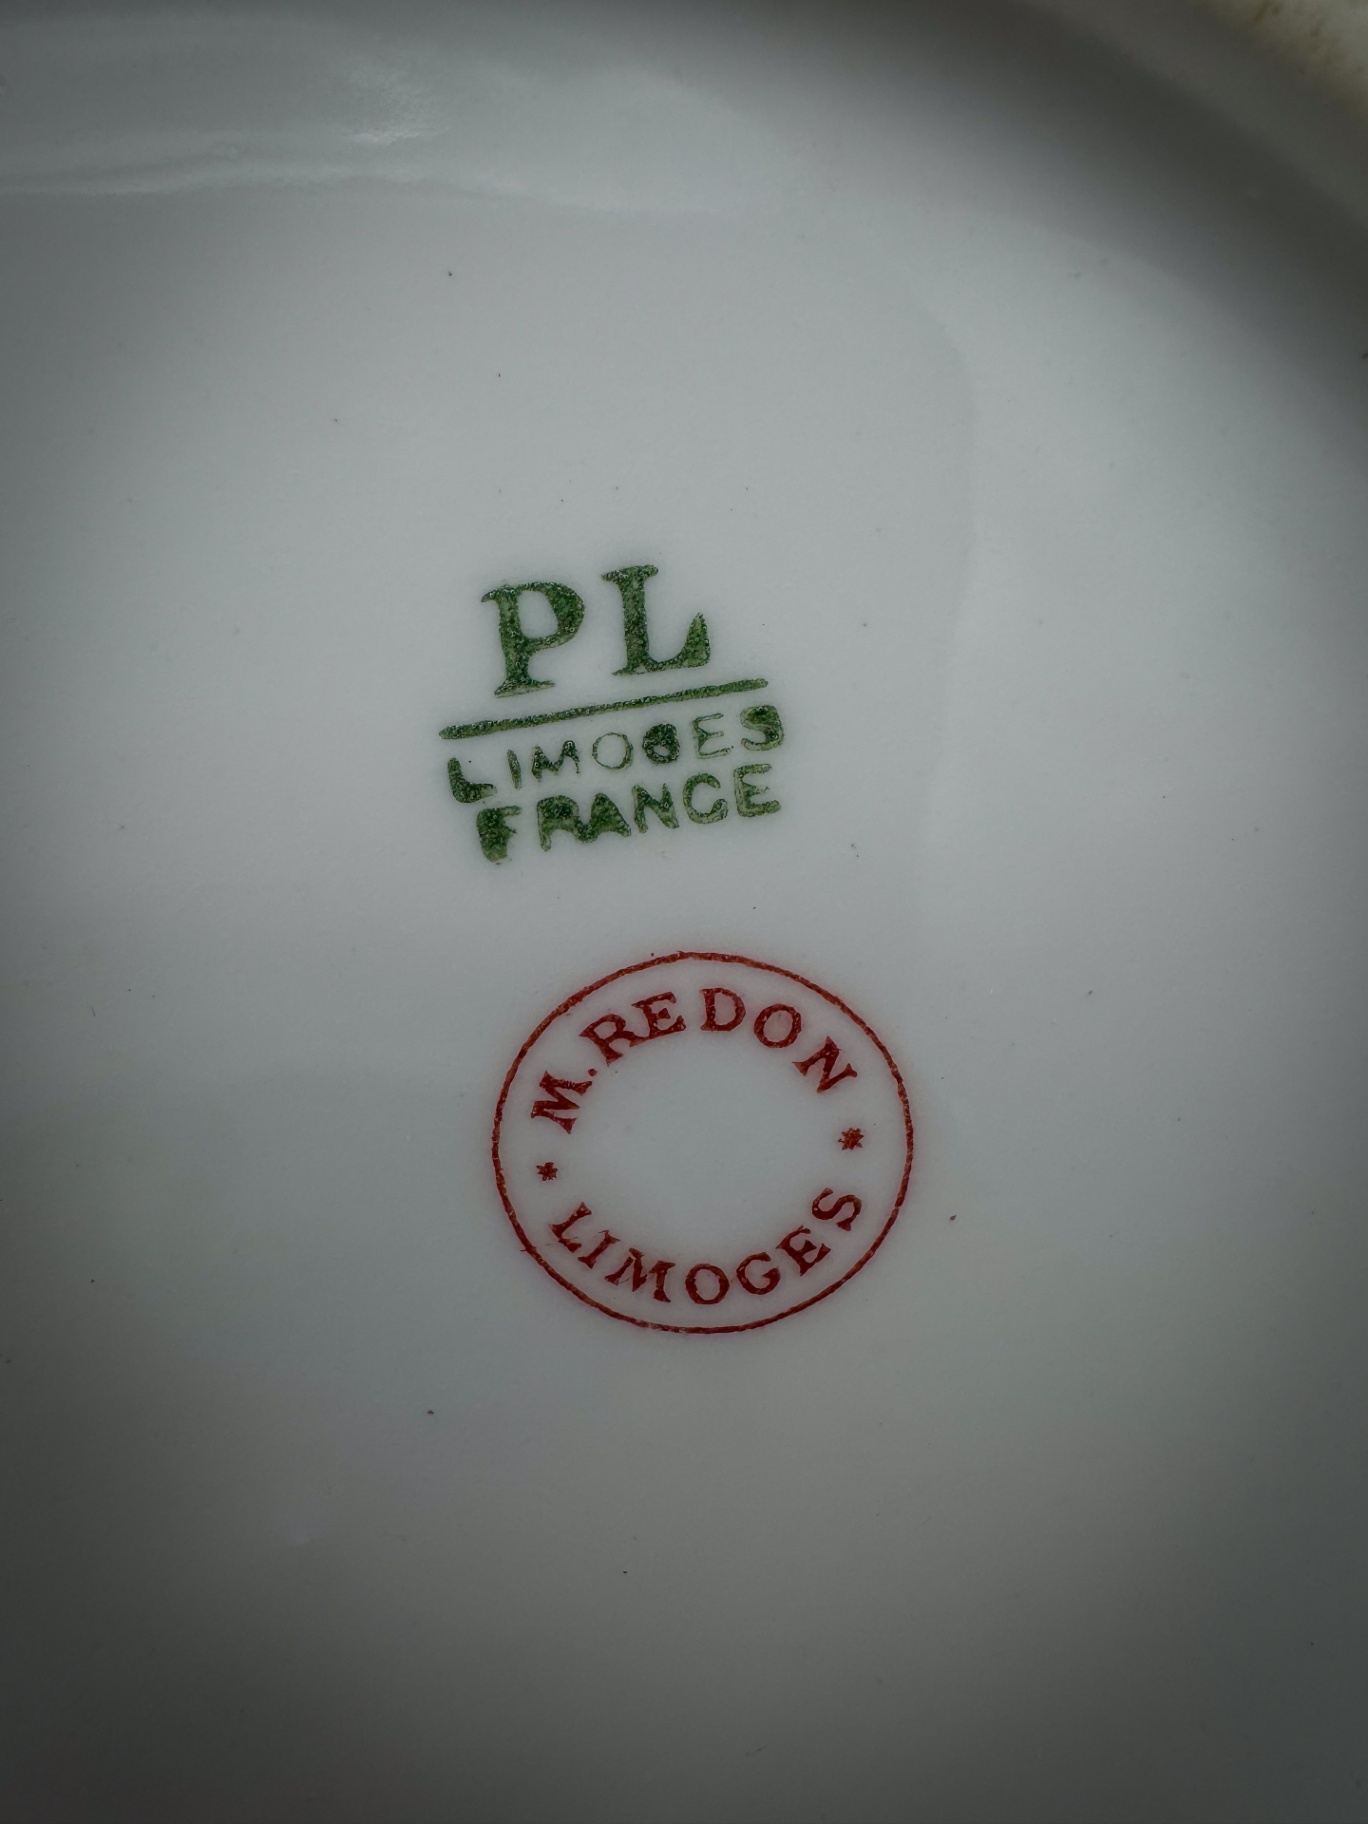 PL
LIMOGES
FRANCE
M. REDON
* LIMOGES *